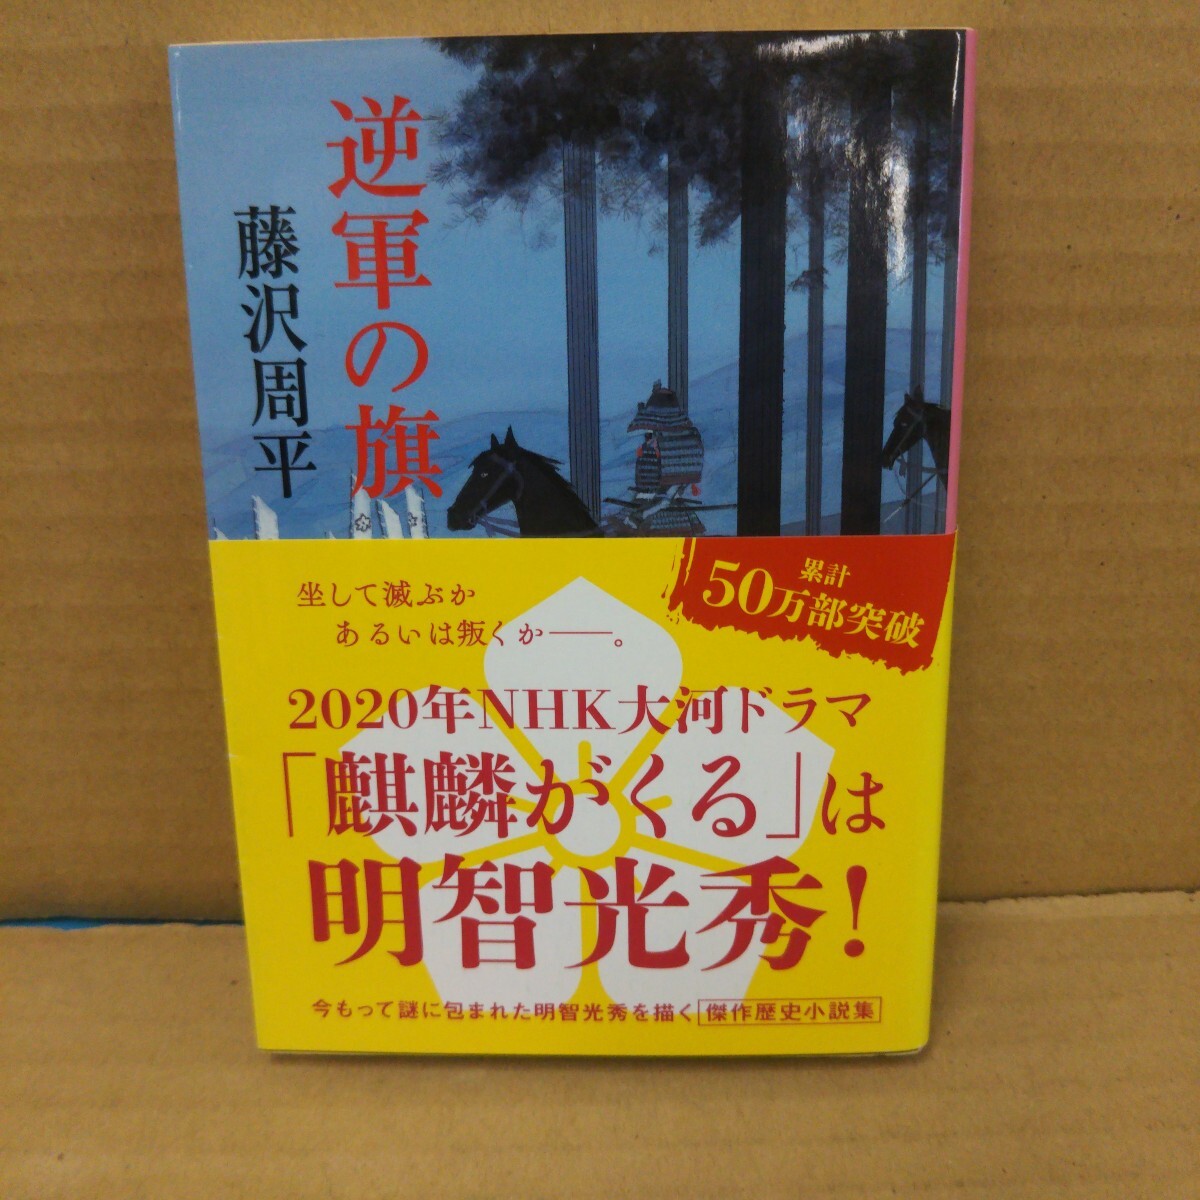 逆軍の旗
藤沢周平
累計
50万部突破
坐して滅ぶか
あるいは叛くか――。
2020年NHK大河ドラマ
「麒麟がくる」は
明智光秀!
今もって謎に包まれた明智光秀を描く 傑作歴史小説集